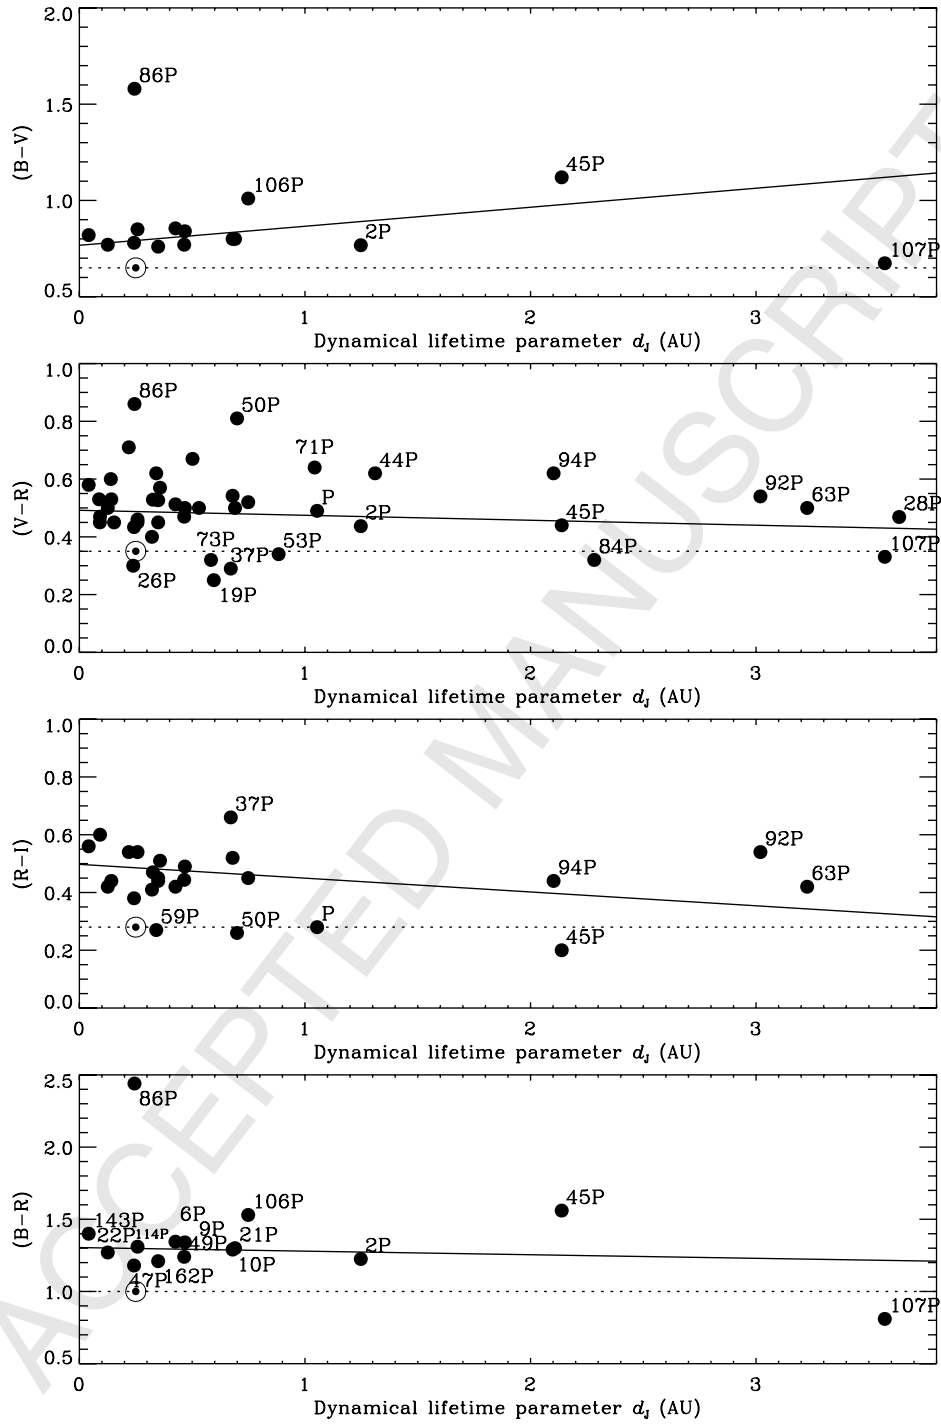 2.0
86P
1.5
(B−V)
45P
106P
1.0
2P
107P
0.5
0 1 2 3
Dynamical lifetime parameter dJ (AU)
1.0
86P
50P
0.8
71P 44P 94P
0.6
92P
63P
(V−R)
P
2P 45P 28P
0.4
73P 53P 107P
37P 84P
26P
0.2
19P
0.0
0 1 2 3
Dynamical lifetime parameter dJ (AU)
1.0
0.8
37P
0.6
92P
(R−I)
94P 63P
0.4
59P 50P P
45P
0.2
0.0
0 1 2 3
Dynamical lifetime parameter dJ (AU)
2.5
86P
2.0
(B−R)
106P 45P
1.5
143P 6P
22P 114P 9P 21P
49P 2P
10P
47P 162P
1.0
107P
0.5
0 1 2 3
Dynamical lifetime parameter dJ (AU)
ACCEPTED MANUSCRIPT